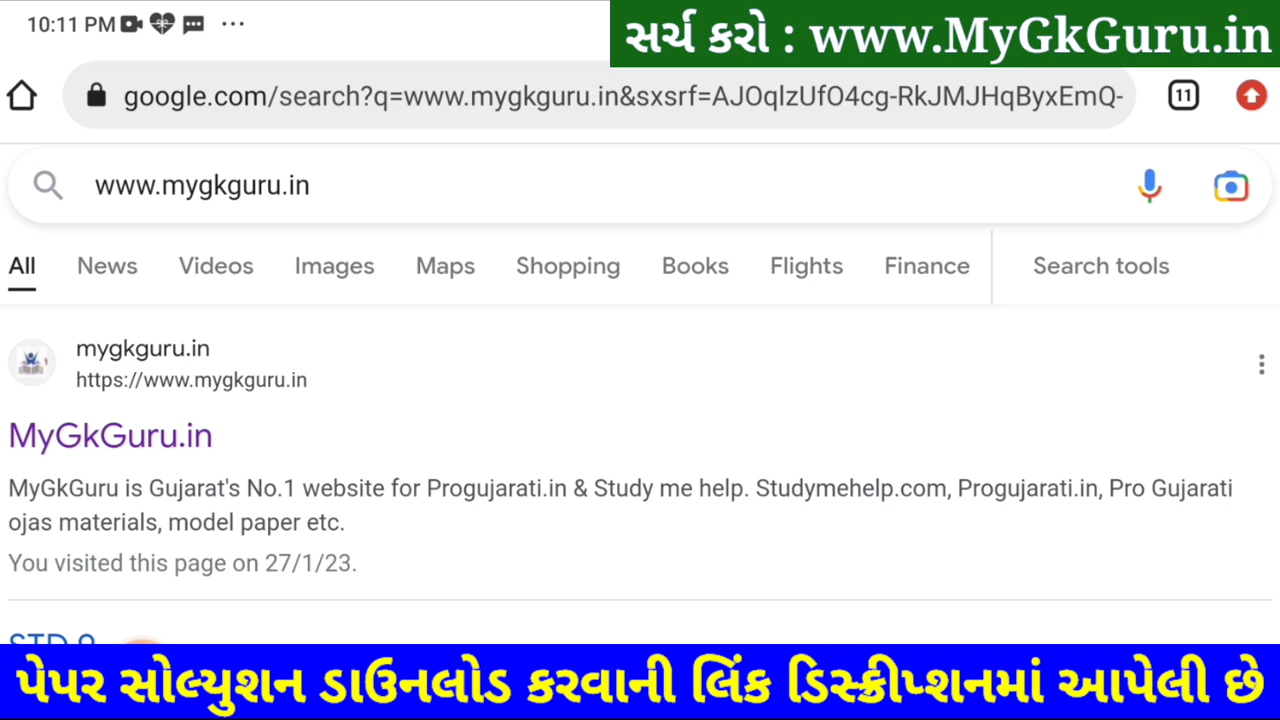 10:11 PM
સર્ચ કરો : www.MyGkGuru.in
google.com/search?q=www.mygkguru.in&sxsrf=AJOqlzUfO4cg-RkJMJHqByxEmQ-
11
www.mygkguru.in
All News Videos Images Maps Shopping Books Flights Finance Search tools
mygkguru.in
https://www.mygkguru.in
MyGkGuru.in
MyGkGuru is Gujarat's No.1 website for Progujarati.in & Study me help. Studymehelp.com, Progujarati.in, Pro Gujarati
ojas materials, model paper etc.
You visited this page on 27/1/23.
પેપર સોલ્યુશન ડાઉનલોડ કરવાની લિંક ડિસ્ક્રીપ્શનમાં આપેલી છે